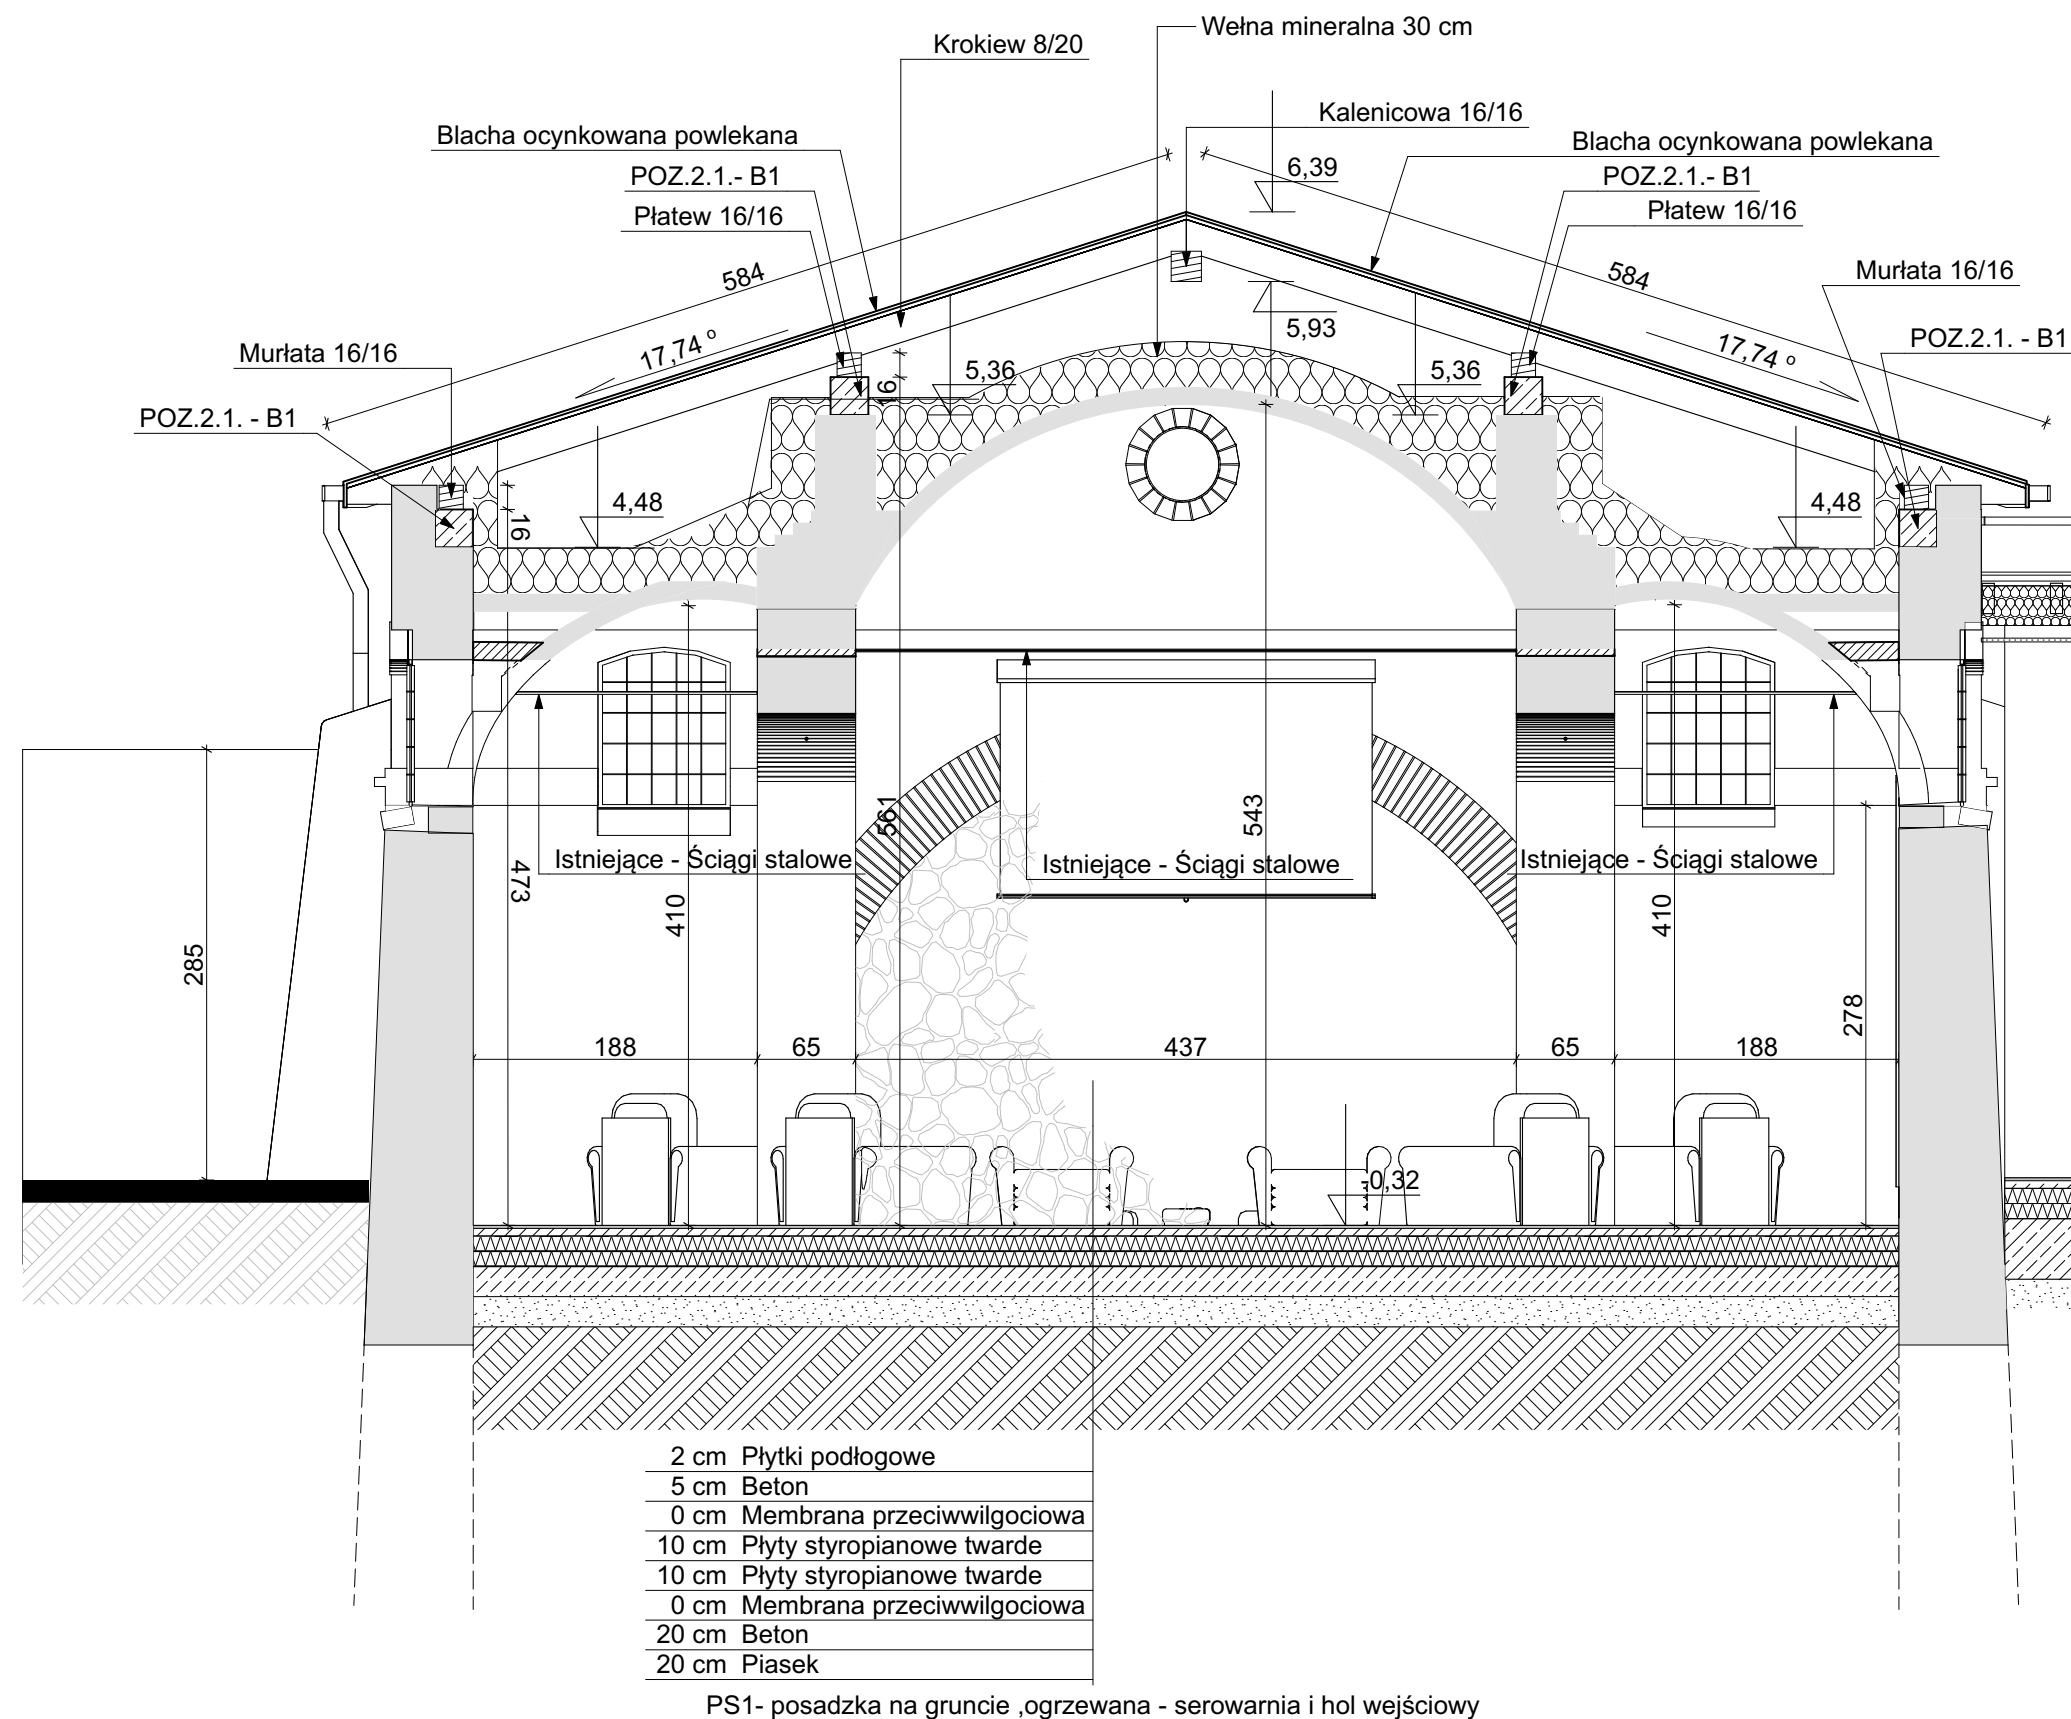 Wełna mineralna 30 cm
Krokiew 8/20
Kalenicowa 16/16
Blacha ocynkowana powlekana
Blacha ocynkowana powlekana
6,39
POZ.2.1.- B1
POZ.2.1.- B1
Płatew 16/16
Płatew 16/16
584
584
Murłata 16/16
5,93
17,74 º
17,74 º
POZ.2.1. - B1
Murłata 16/16
5,36
5,36
16
POZ.2.1. - B1
4,48
4,48
16
561
543
Istniejące - Ściągi stalowe
Istniejące - Ściągi stalowe
Istniejące - Ściągi stalowe
473
410
410
285
278
188
65
437
65
188
-0,32
2 cm Płytki podłogowe
5 cm Beton
0 cm Membrana przeciwwilgociowa
10 cm Płyty styropianowe twarde
10 cm Płyty styropianowe twarde
0 cm Membrana przeciwwilgociowa
20 cm Beton
20 cm Piasek
PS1- posadzka na gruncie ,ogrzewana - serowarnia i hol wejściowy